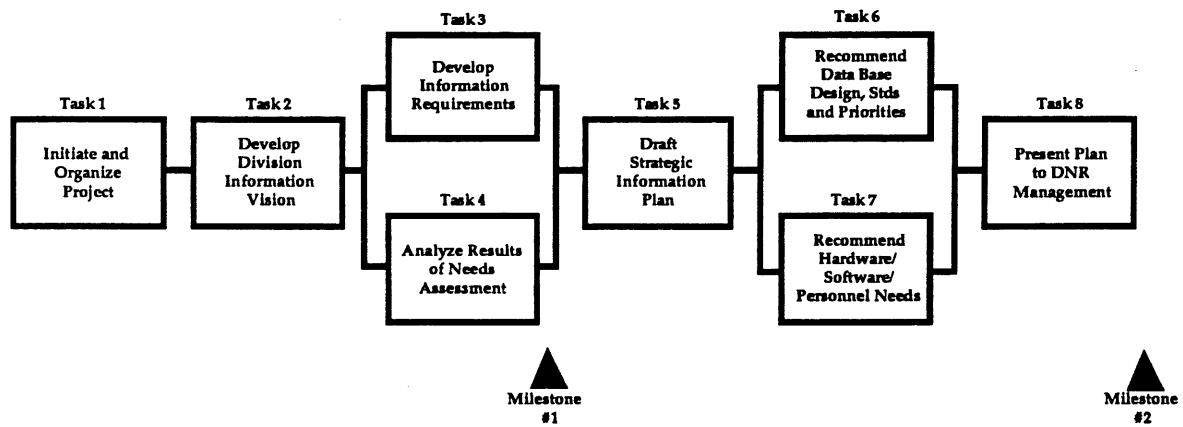 Task 1
Initiate and
Organize
Project
Task 2
Develop
Division
Information
Vision
Task 3
Develop
Information
Requirements
Task 4
Analyze Results
of Needs
Assessment
Task 5
Draft
Strategic
Information
Plan
Task 6
Recommend
Data Base
Design, Stds
and Priorities
Task 7
Recommend
Hardware/
Software/
Personnel Needs
Task 8
Present Plan
to DNR
Management
Milestone
#1
Milestone
#2